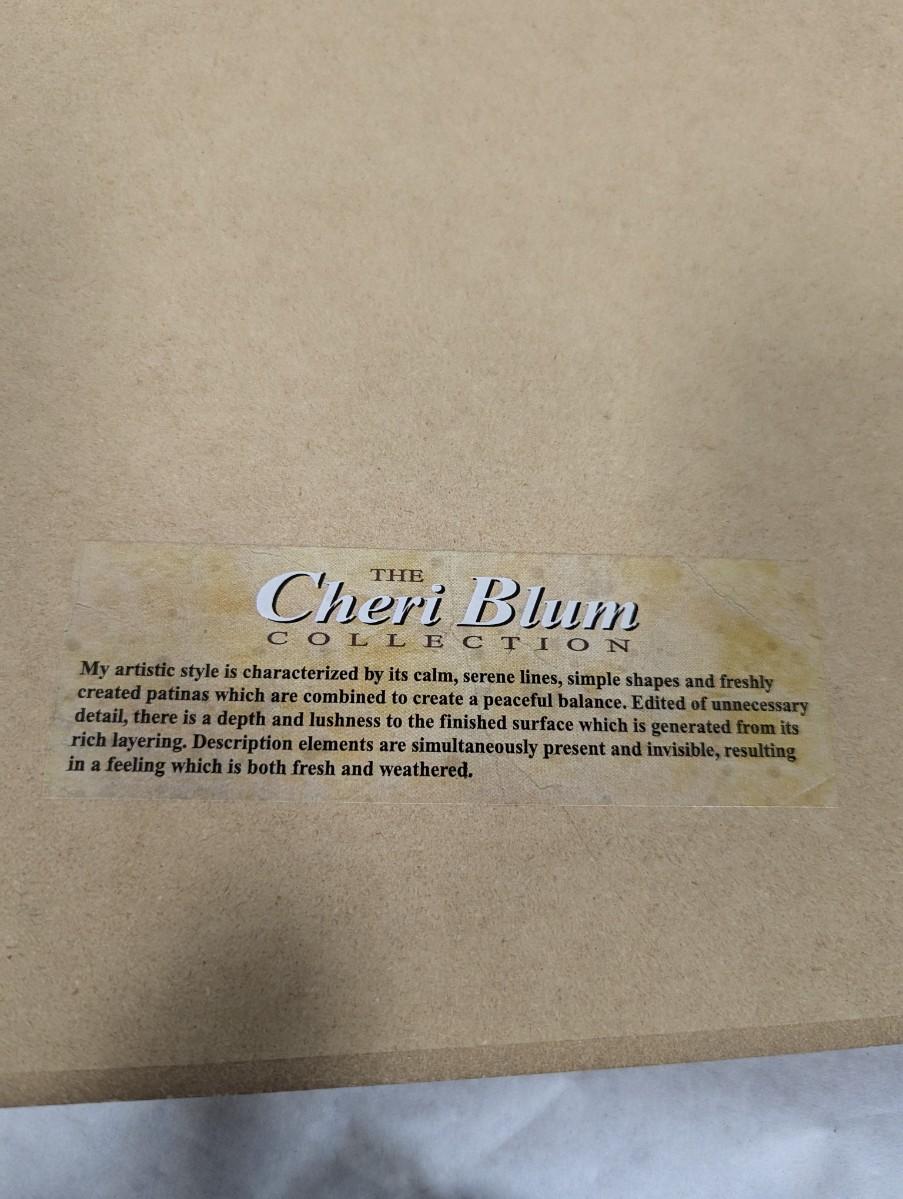 THE
Cheri Blum
COLLECTION
My artistic style is characterized by its calm, serene lines, simple shapes and freshly
created patinas which are combined to create a peaceful balance. Edited of unnecessary
detail, there is a depth and lushness to the finished surface which is generated from its
rich layering. Description elements are simultaneously present and invisible, resulting
in a feeling which is both fresh and weathered.